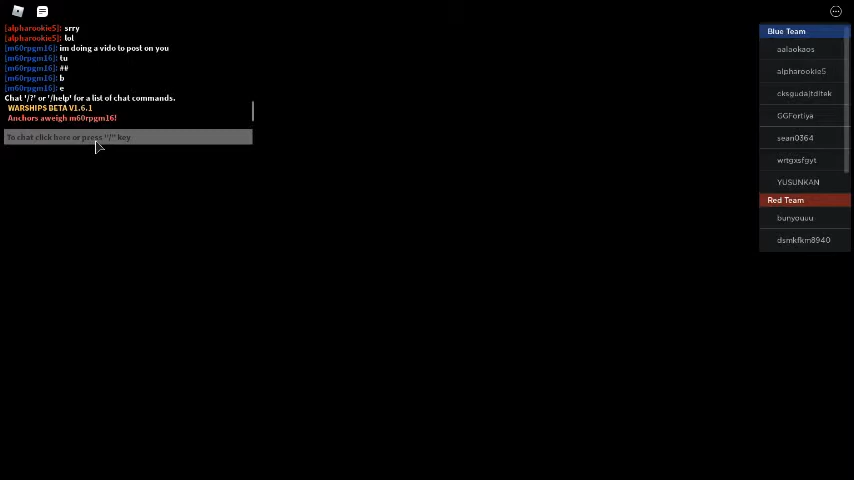 [alpharookie5]: srry
[alpharookie5]: lol
[m60rpgm16]: im doing a vido to post on you
[m60rpgm16]: tu
[m60rpgm16]: ##
[m60rpgm16]: b
[m60rpgm16]: e
Chat '/?' or '/help' for a list of chat commands.
WARSHIPS BETA V1.6.1
Anchors aweigh m60rpgm16!
To chat click here or press "/" key
Blue Team
aalaokaos
alpharookie5
cksgudajtditek
GGFortiya
sean0364
wrtgxsfgyt
YUSUNKAN
Red Team
bunyouuu
dsmkfkm8940